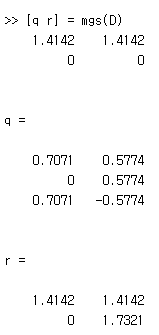 >> [q r] = mgs(D)
1.4142 1.4142
0 0
q =
0.7071 0.5774
0 0.5774
0.7071 -0.5774
r =
1.4142 1.4142
0 1.7321